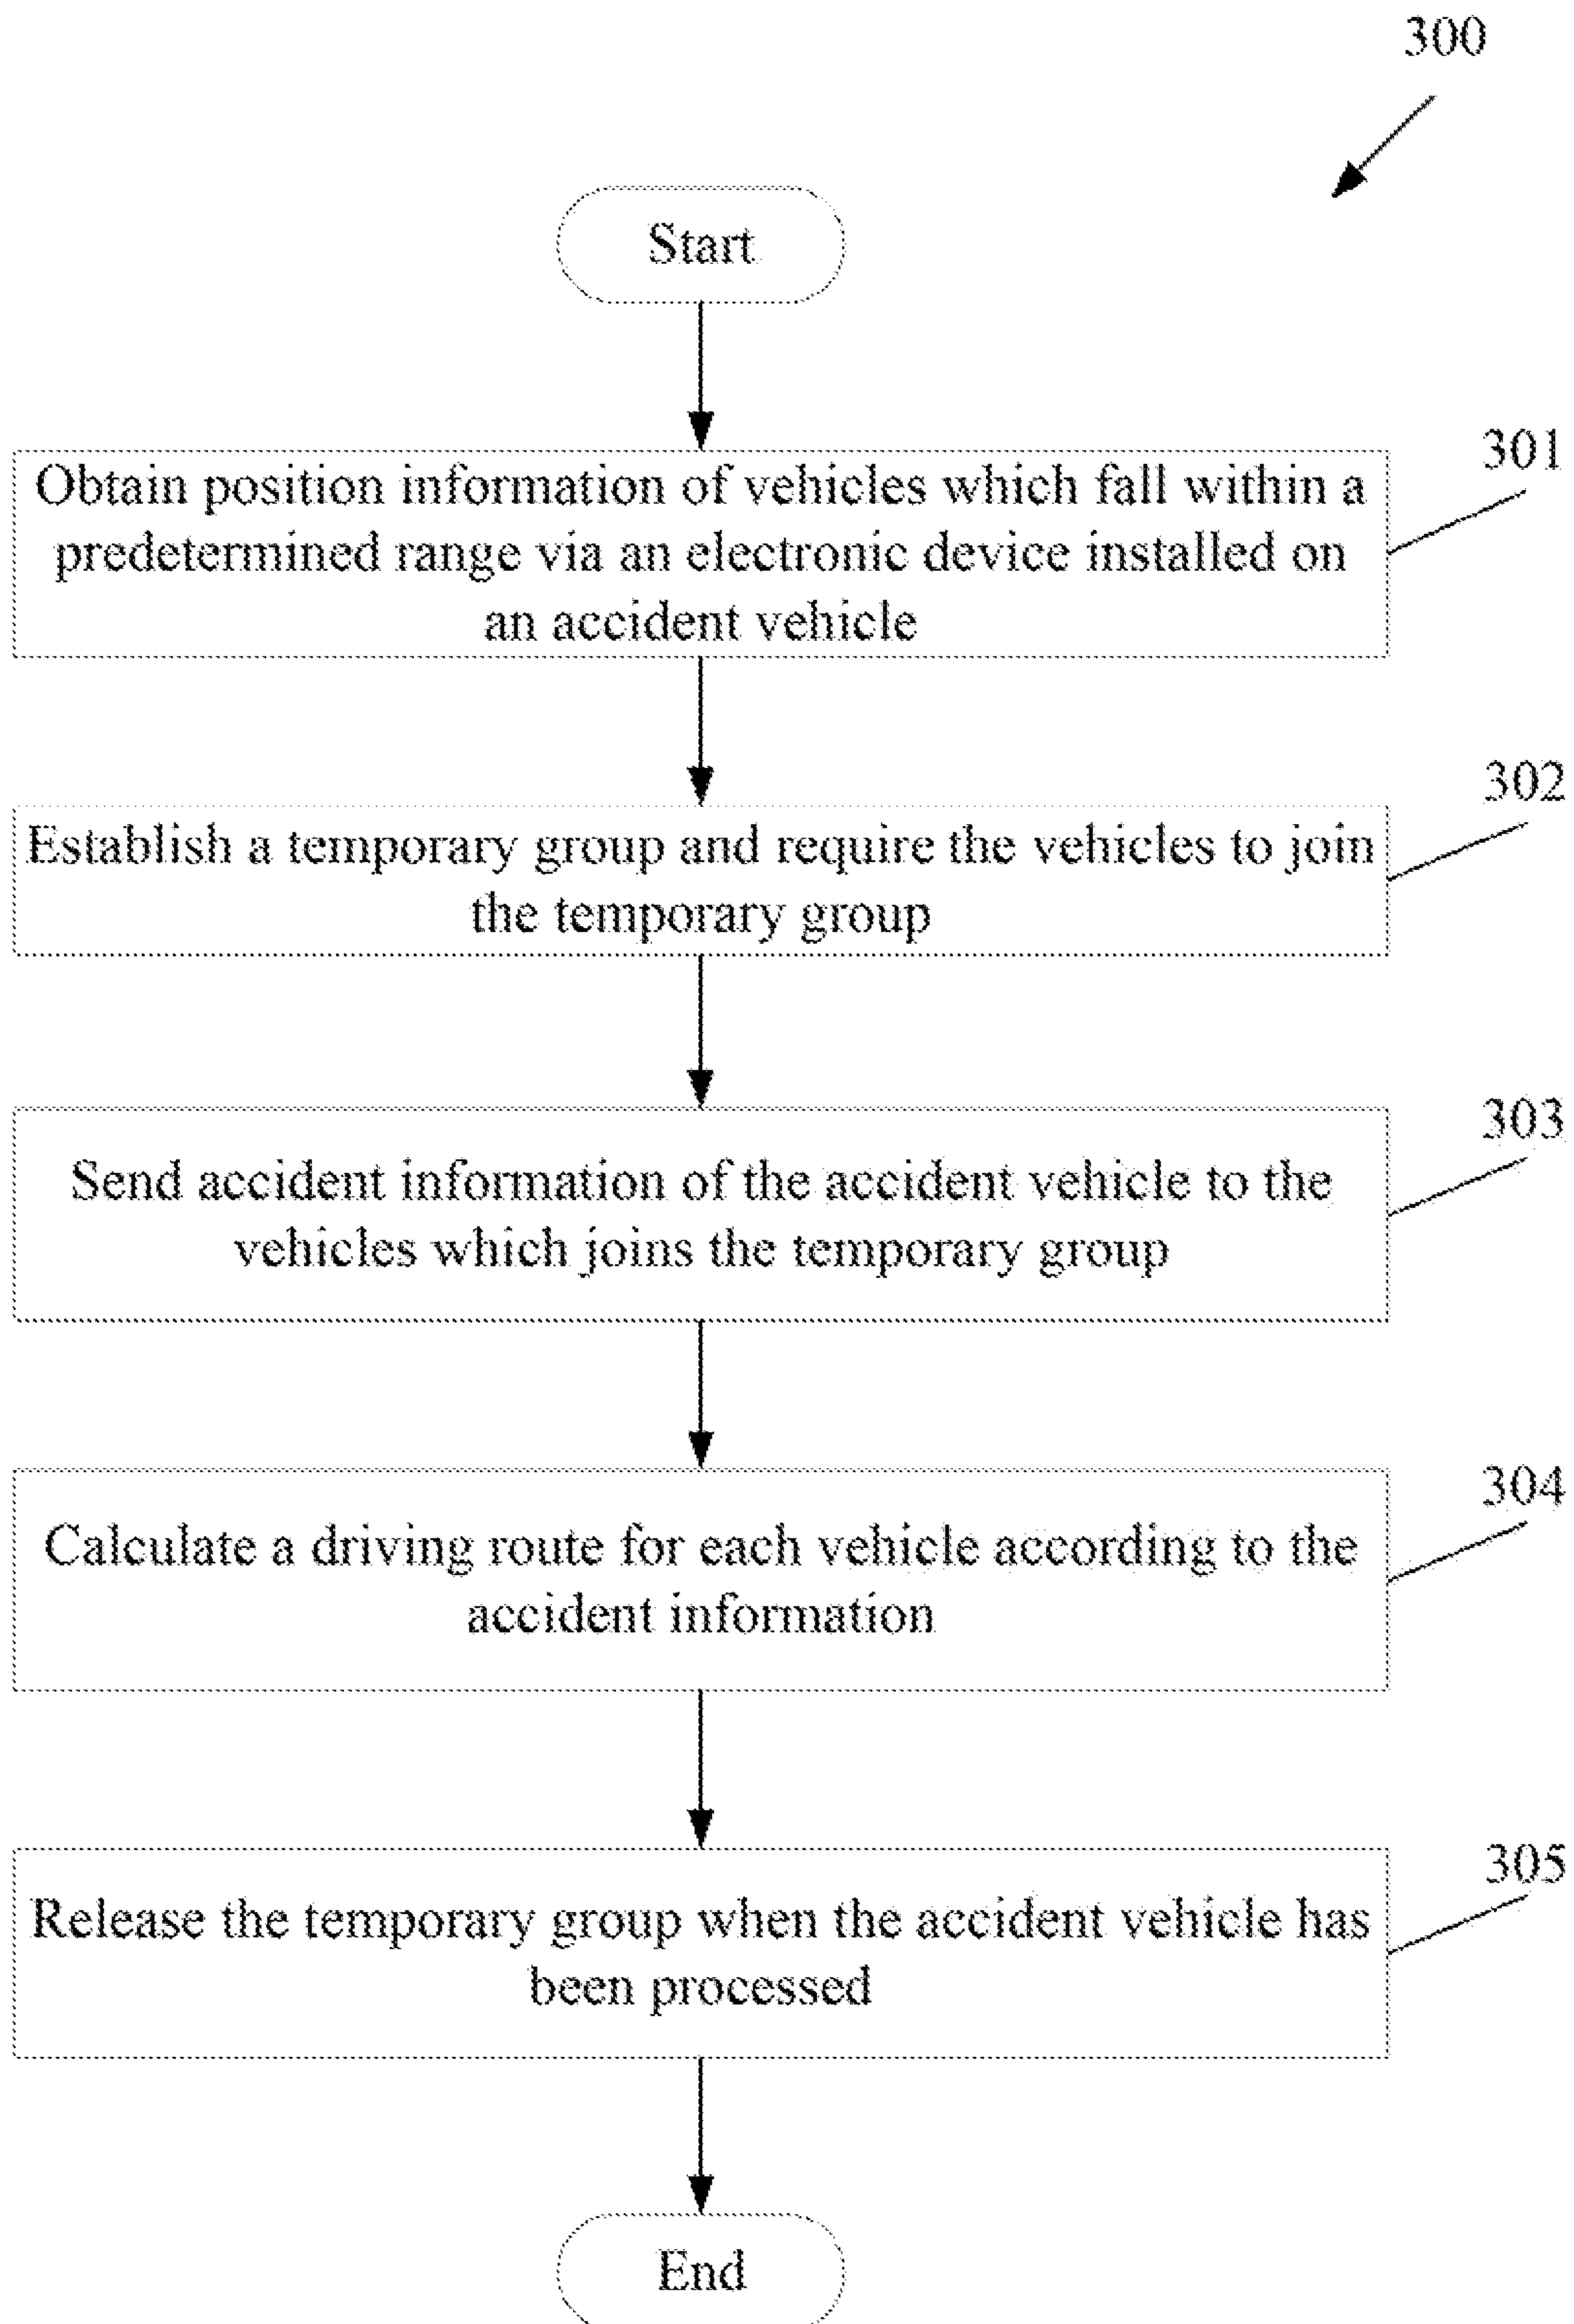 300
Start
301
Obtain position information of vehicles which fall within a
predetermined range via an electronic device installed on
an accident vehicle
302
Establish a temporary group and require the vehicles to join
the temporary group
303
Send accident information of the accident vehicle to the
vehicles which joins the temporary group
304
Calculate a driving route for each vehicle according to the
accident information
305
Release the temporary group when the accident vehicle has
been processed
End